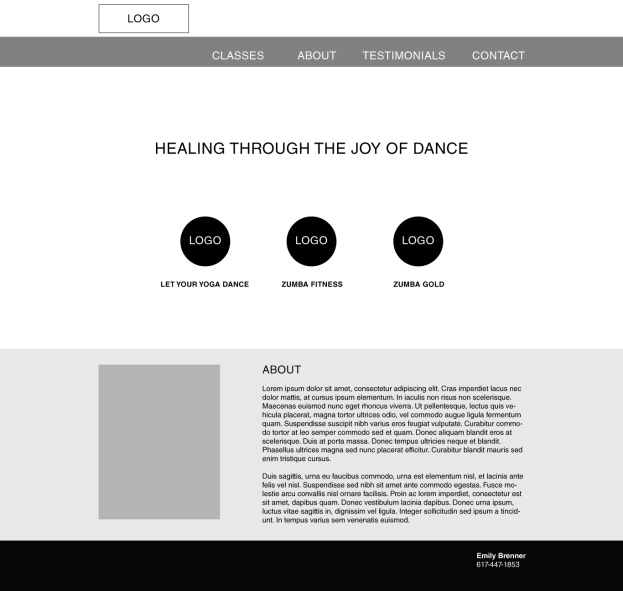 LOGO
CLASSES ABOUT TESTIMONIALS CONTACT
HEALING THROUGH THE JOY OF DANCE
LOGO LOGO LOGO
LET YOUR YOGA DANCE ZUMBA FITNESS ZUMBA GOLD
ABOUT
Lorem ipsum dolor sit amet, consectetur adipiscing elit. Cras imperdiet lacus nec
dolor mattis, at cursus ipsum elementum. In iaculis non risus non scelerisque.
Maecenas euismod nunc eget rhoncus viverra. Ut pellentesque, lectus quis ve-
hicula placerat, magna tortor ultrices odio, vel commodo augue ligula fermentum
quam. Suspendisse suscipit nibh varius eros feugiat vulputate. Curabitur commo-
do tortor at leo semper commodo sed et quam. Donec aliquam blandit eros at
scelerisque. Duis at porta massa. Donec tempus ultricies neque et blandit.
Phasellus ultrices magna sed nunc placerat efficitur. Curabitur blandit mauris sed
enim tristique cursus.
Duis sagittis, urna eu faucibus commodo, urna est elementum nisl, et lacinia ante
felis vel nisl. Suspendisse sed nibh sit amet ante commodo egestas. Fusce mo-
lestie arcu convallis nisl ornare facilisis. Proin ac lorem imperdiet, consectetur est
sit amet, dapibus quam. Donec vestibulum lacinia dapibus. Donec urna ipsum,
luctus vitae sagittis in, dignissim vel ligula. Integer sollicitudin sed ipsum a tincid-
unt. In tempus varius sem venenatis euismod.
Emily Brenner
617-447-1853